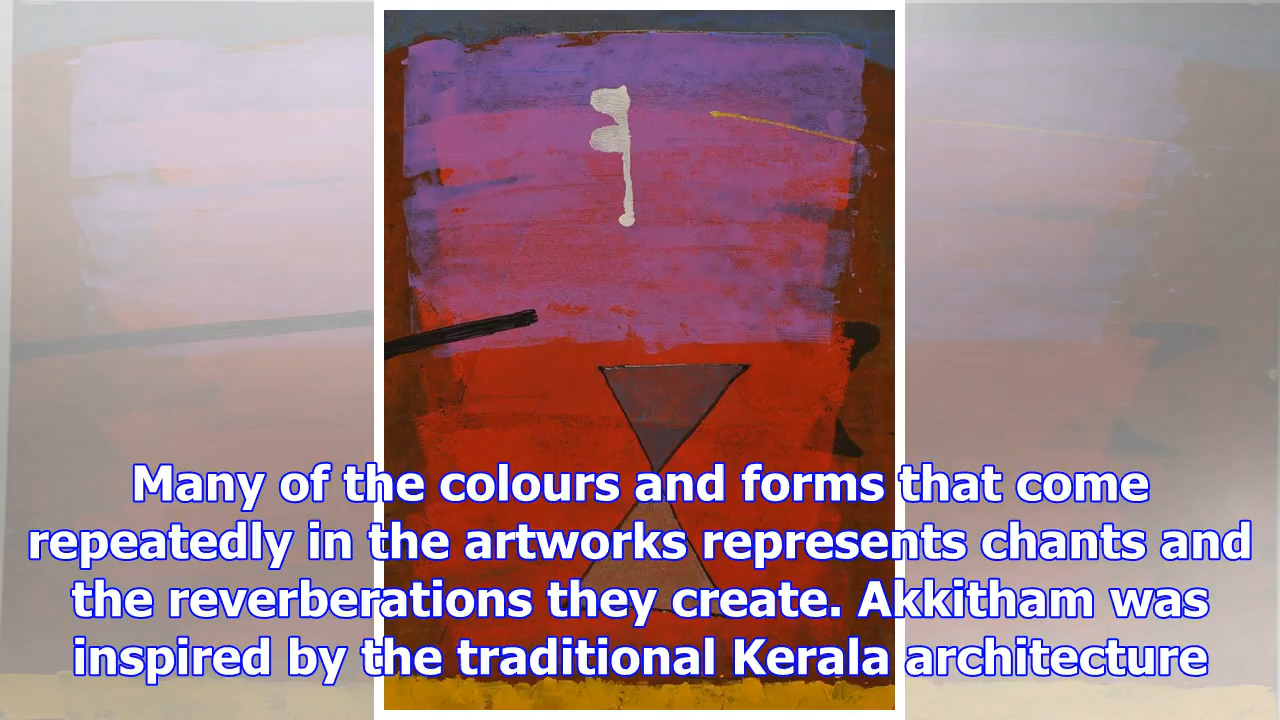 Many of the colours and forms that come
repeatedly in the artworks represents chants and
the reverberations they create. Akkitham was
inspired by the traditional Kerala architecture